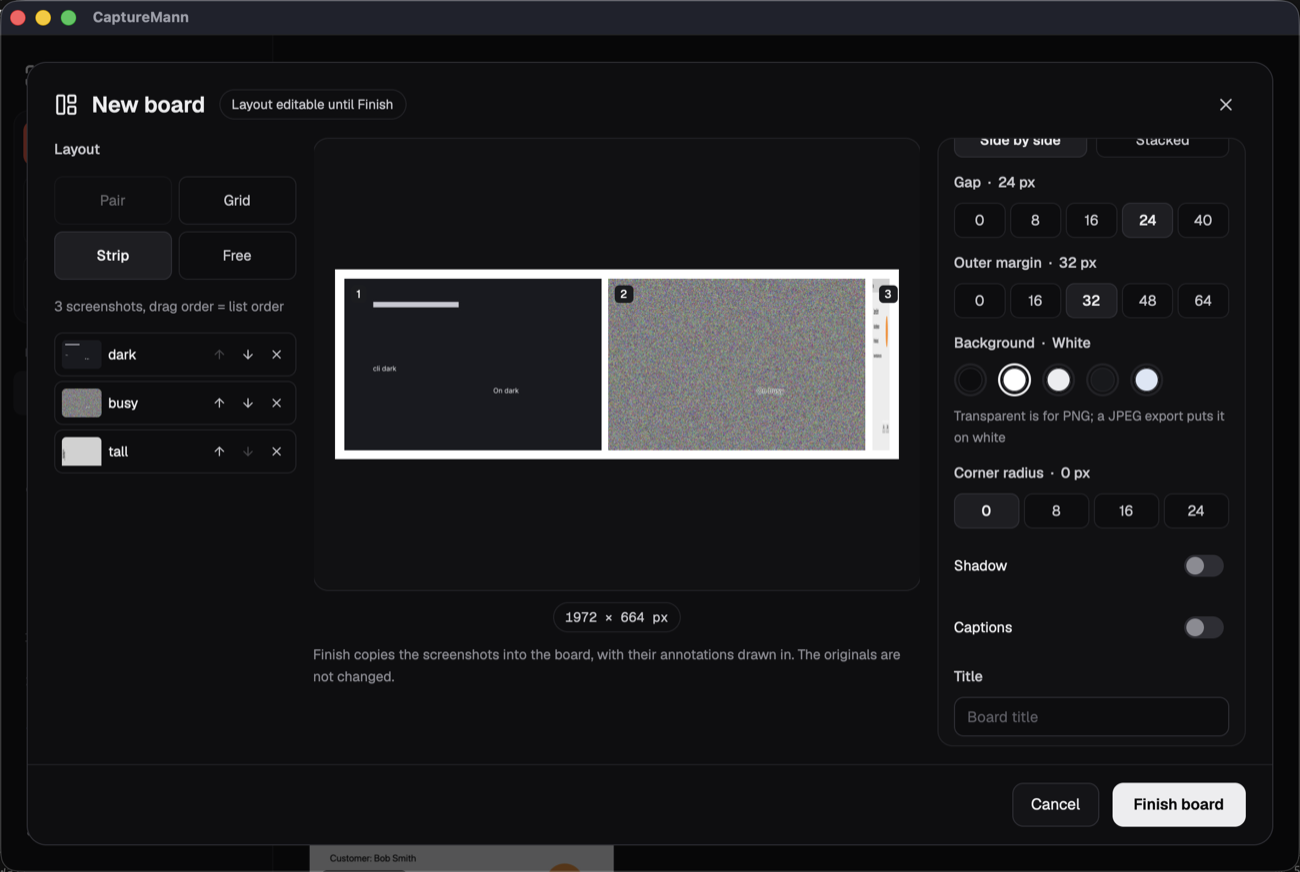 CaptureMann
New board
Layout editable until Finish
Layout
Pair
Grid
Strip
Free
3 screenshots, drag order = list order
dark
busy
tall
1
cli dark
On dark
2
3
1972 × 664 px
Finish copies the screenshots into the board, with their annotations drawn in. The originals are
not changed.
Side by side
Stacked
Gap · 24 px
0 8 16 24 40
Outer margin · 32 px
0 16 32 48 64
Background · White
Transparent is for PNG; a JPEG export puts it
on white
Corner radius · 0 px
0 8 16 24
Shadow
Captions
Title
Board title
Cancel
Finish board
Customer: Bob Smith